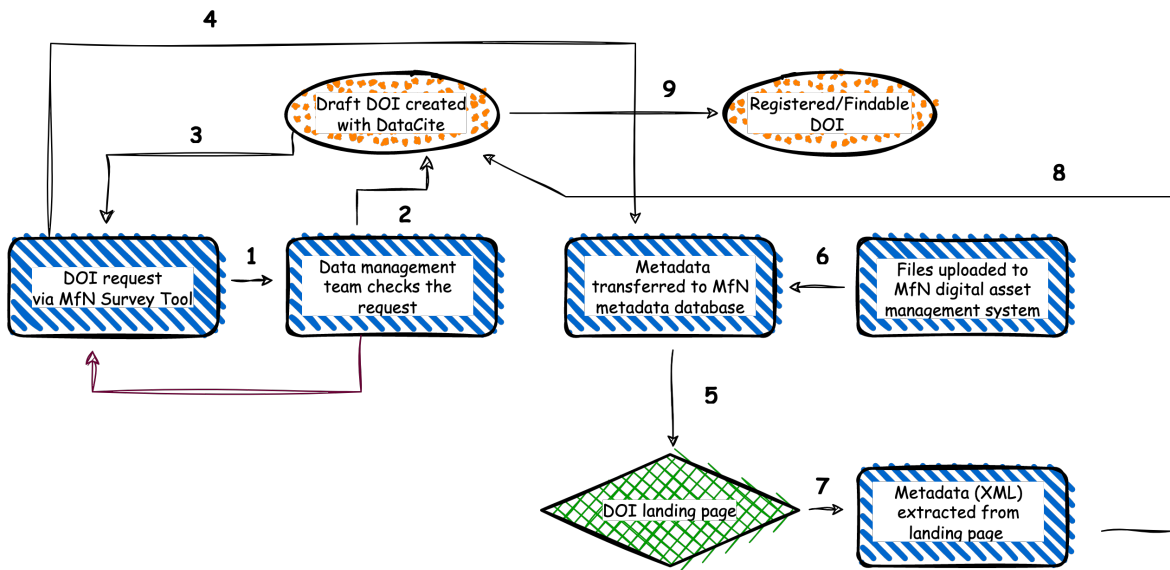 4
Draft DOI created
with DataCite
9
Registered/Findable
DOI
3
8
2
DOI request
via MfN Survey Tool
1
Data management
team checks the
request
Metadata
transferred to MfN
metadata database
6
Files uploaded to
MfN digital asset
management system
5
DOI landing page
7
Metadata (XML)
extracted from
landing page